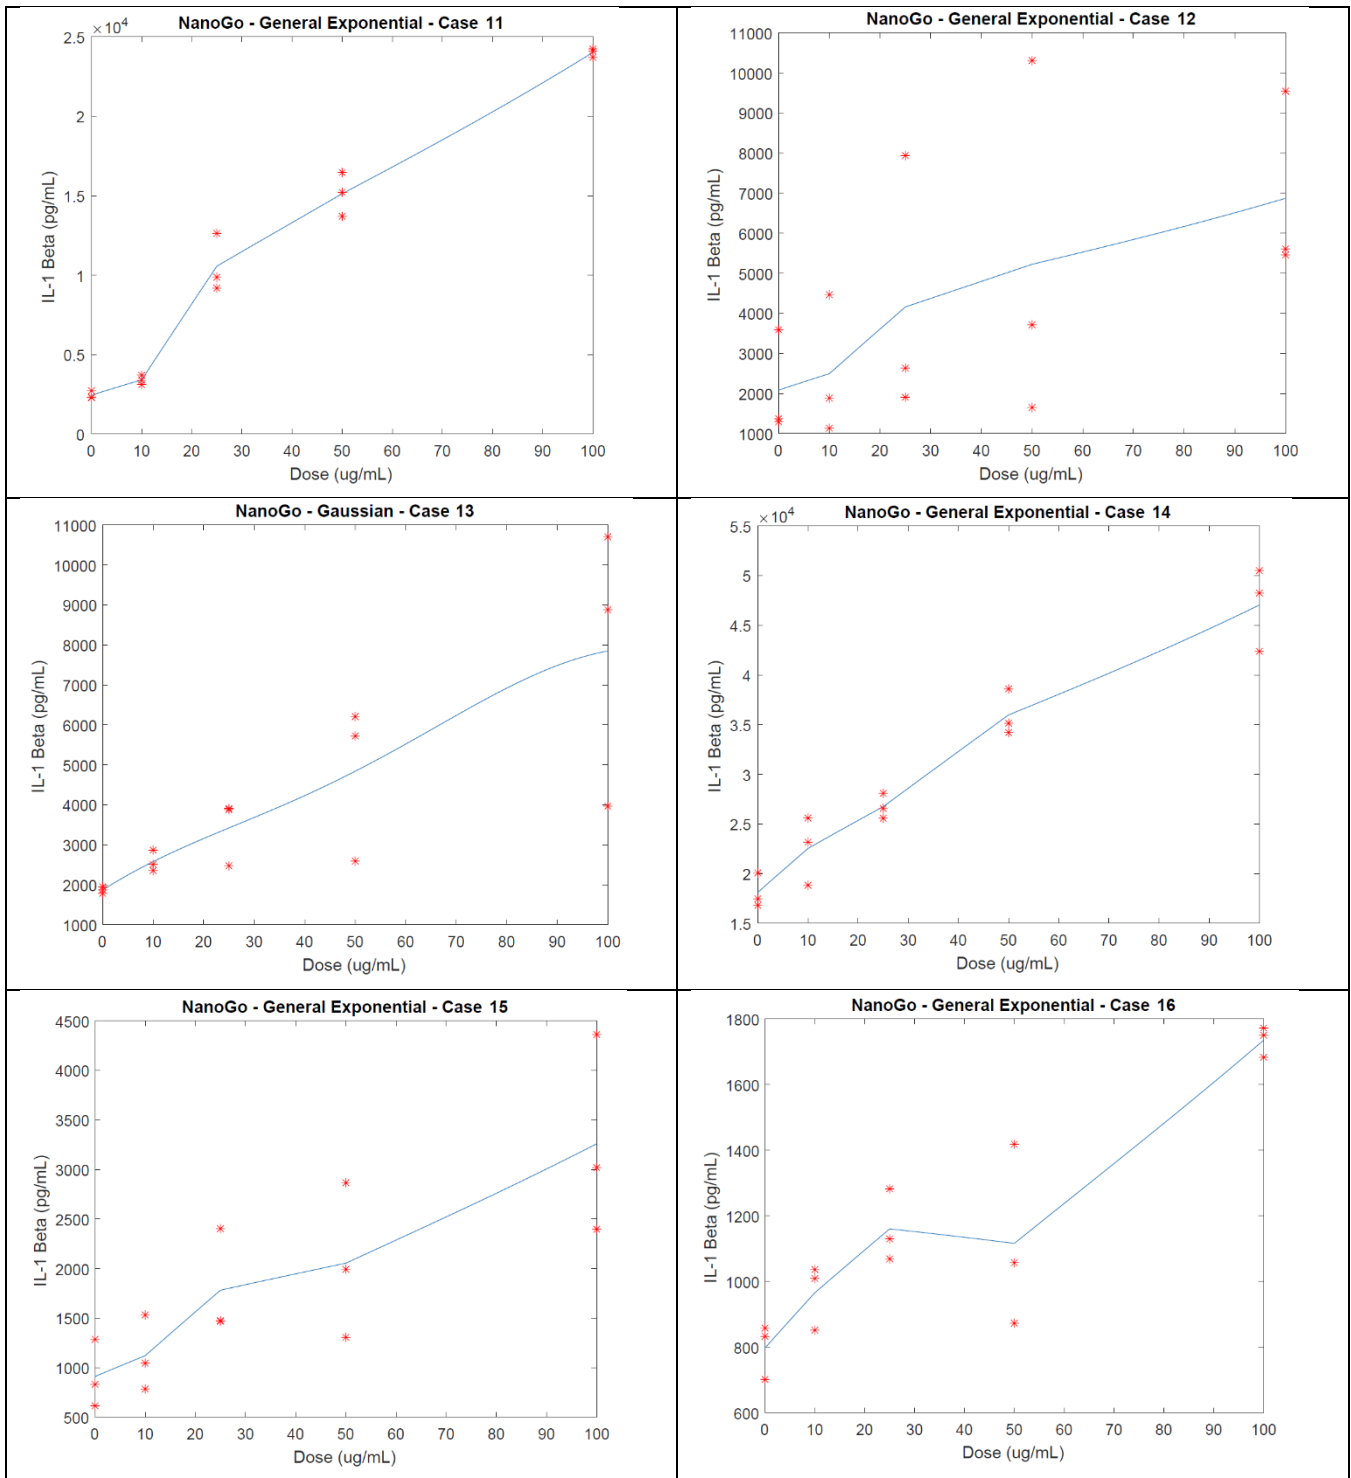 NanoGo - General Exponential - Case 11
×10⁴
2.5
2
1.5
1
0.5
0
IL-1 Beta (pg/mL)
0 10 20 30 40 50 60 70 80 90 100
Dose (ug/mL)
NanoGo - General Exponential - Case 12
11000
10000
9000
8000
7000
6000
5000
4000
3000
2000
1000
IL-1 Beta (pg/mL)
0 10 20 30 40 50 60 70 80 90 100
Dose (ug/mL)
NanoGo - Gaussian - Case 13
11000
10000
9000
8000
7000
6000
5000
4000
3000
2000
1000
IL-1 Beta (pg/mL)
0 10 20 30 40 50 60 70 80 90 100
Dose (ug/mL)
NanoGo - General Exponential - Case 14
×10⁴
5.5
5
4.5
4
3.5
3
2.5
2
1.5
IL-1 Beta (pg/mL)
0 10 20 30 40 50 60 70 80 90 100
Dose (ug/mL)
NanoGo - General Exponential - Case 15
4500
4000
3500
3000
2500
2000
1500
1000
500
IL-1 Beta (pg/mL)
0 10 20 30 40 50 60 70 80 90 100
Dose (ug/mL)
NanoGo - General Exponential - Case 16
1800
1600
1400
1200
1000
800
600
IL-1 Beta (pg/mL)
0 10 20 30 40 50 60 70 80 90 100
Dose (ug/mL)